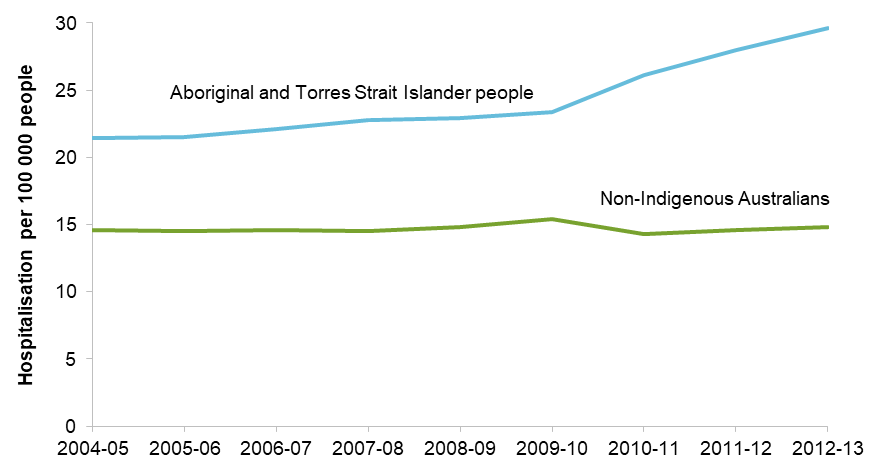 30
25
20
15
10
5
0
Hospitalisation per 100 000 people
Aboriginal and Torres Strait Islander people
Non-Indigenous Australians
2004-05 2005-06 2006-07 2007-08 2008-09 2009-10 2010-11 2011-12 2012-13